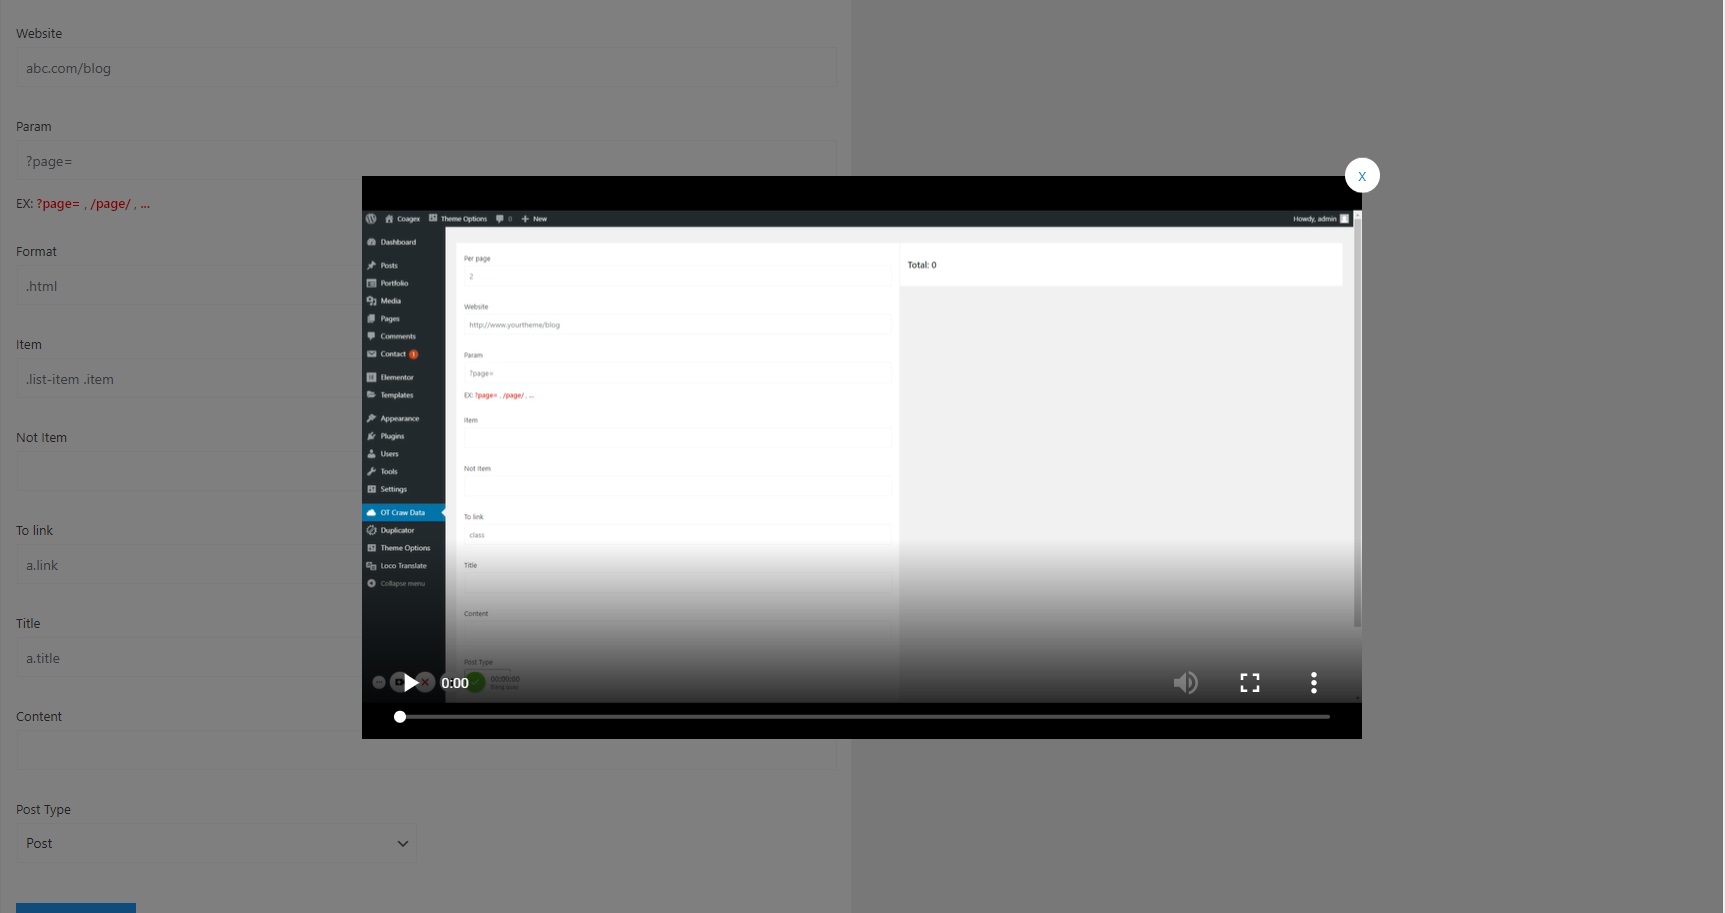 Website
abc.com/blog
Param
?page=
EX: ?page= , /page/ , ...
Format
.html
Item
.list-item .item
Not Item
To link
a.link
Title
a.title
Content
Post Type
Post
X
Coagex Theme Options 0 New Howdy, admin
Dashboard
Posts
Portfolio
Media
Pages
Comments
Contact 1
Elementor
Templates
Appearance
Plugins
Users
Tools
Settings
OT Craw Data
Duplicator
Theme Options
Loco Translate
Collapse menu
Per page
2
Website
http://www.yourtheme/blog
Param
?page=
EX: ?page= , /page/ , ...
Item
Not Item
To link
class
Title
Content
Post Type
Total: 0
0:00
00:00:00